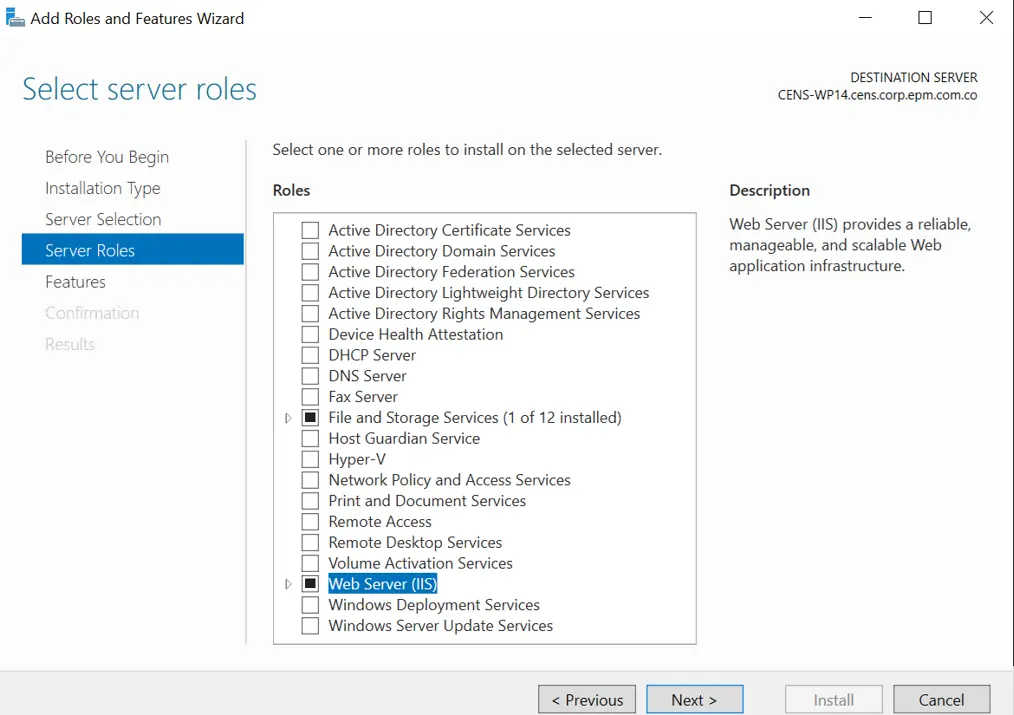 Add Roles and Features Wizard
Select server roles
DESTINATION SERVER
CENS-WP14.cens.corp.epm.com.co
Before You Begin
Installation Type
Server Selection
Server Roles
Features
Confirmation
Results
Select one or more roles to install on the selected server.
Roles
Active Directory Certificate Services
Active Directory Domain Services
Active Directory Federation Services
Active Directory Lightweight Directory Services
Active Directory Rights Management Services
Device Health Attestation
DHCP Server
DNS Server
Fax Server
File and Storage Services (1 of 12 installed)
Host Guardian Service
Hyper-V
Network Policy and Access Services
Print and Document Services
Remote Access
Remote Desktop Services
Volume Activation Services
Web Server (IIS)
Windows Deployment Services
Windows Server Update Services
Description
Web Server (IIS) provides a reliable,
manageable, and scalable Web
application infrastructure.
< Previous
Next >
Install
Cancel